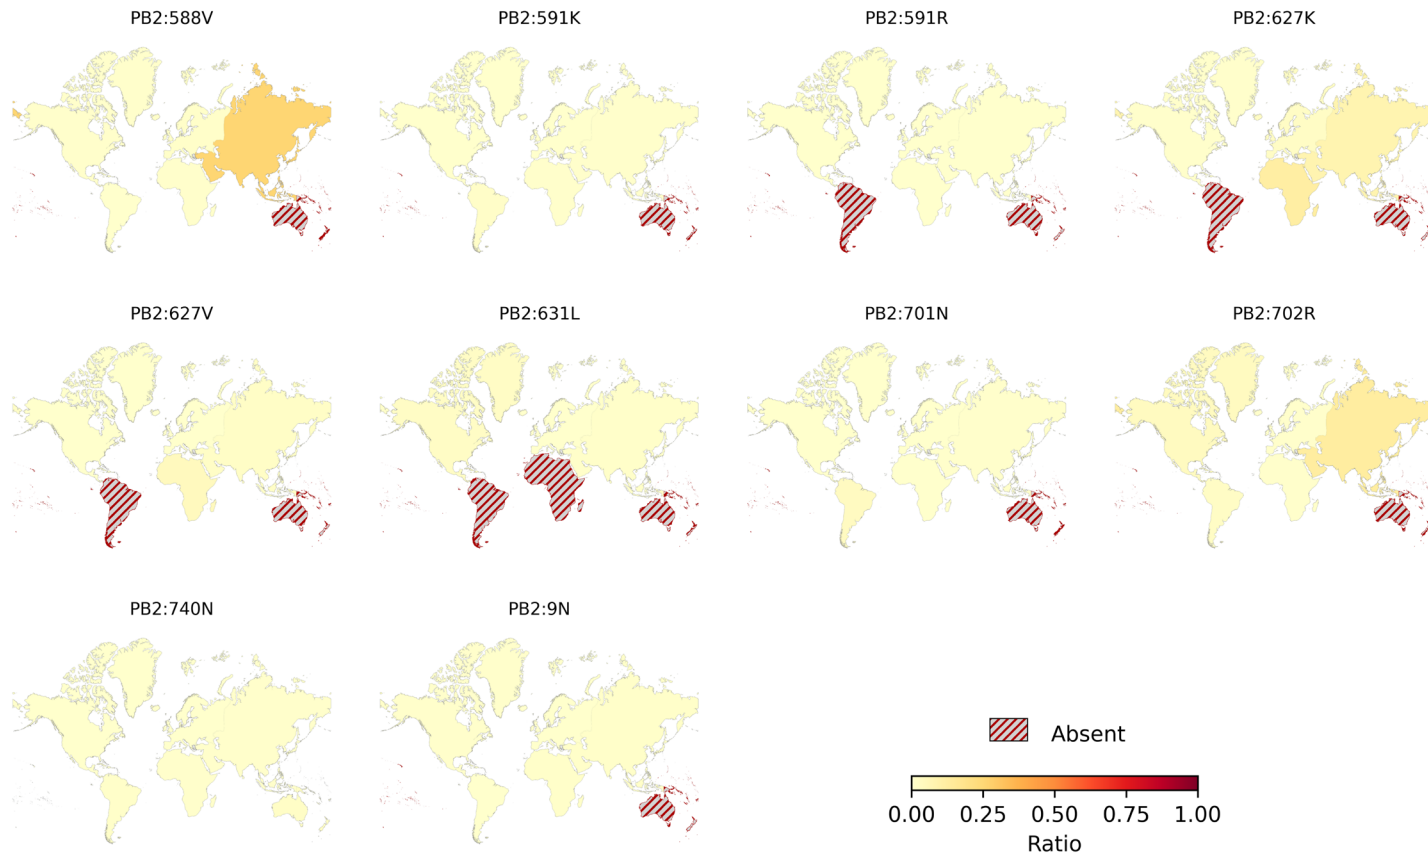 PB2:588V PB2:591K PB2:591R PB2:627K
PB2:627V PB2:631L PB2:701N PB2:702R
PB2:740N PB2:9N
Absent
0.00 0.25 0.50 0.75 1.00
Ratio